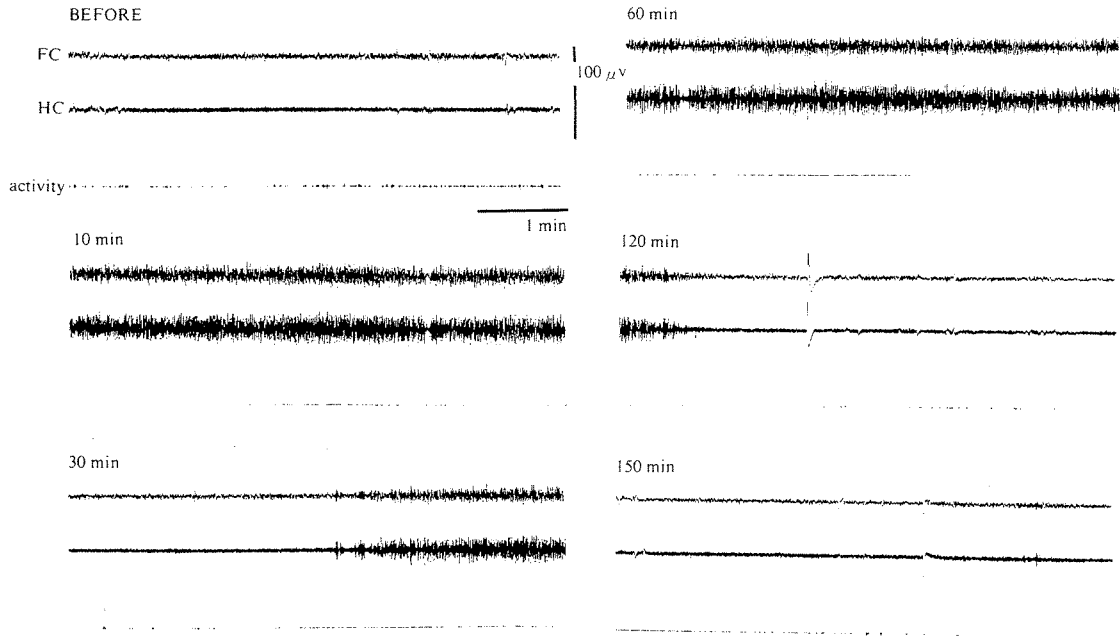 BEFORE
FC
HC
100 μv
activity
1 min
10 min
30 min
60 min
120 min
150 min